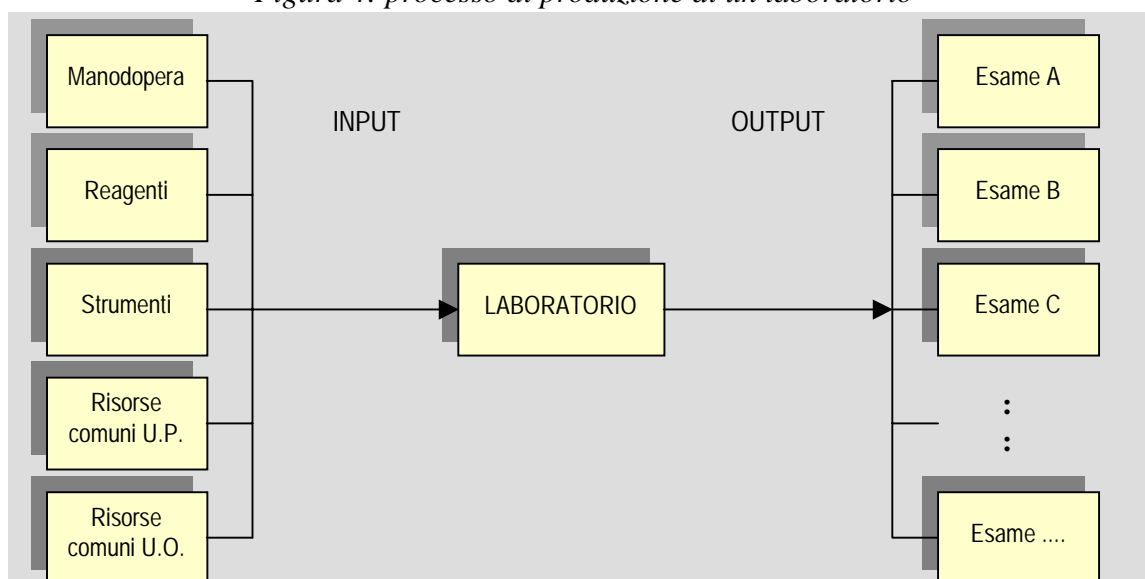 Figura 4: processo di produzione di un laboratorio
Manodopera
Reagenti
Strumenti
Risorse
comuni U.P.
Risorse
comuni U.O.
INPUT
LABORATORIO
OUTPUT
Esame A
Esame B
Esame C
:
:
Esame ....